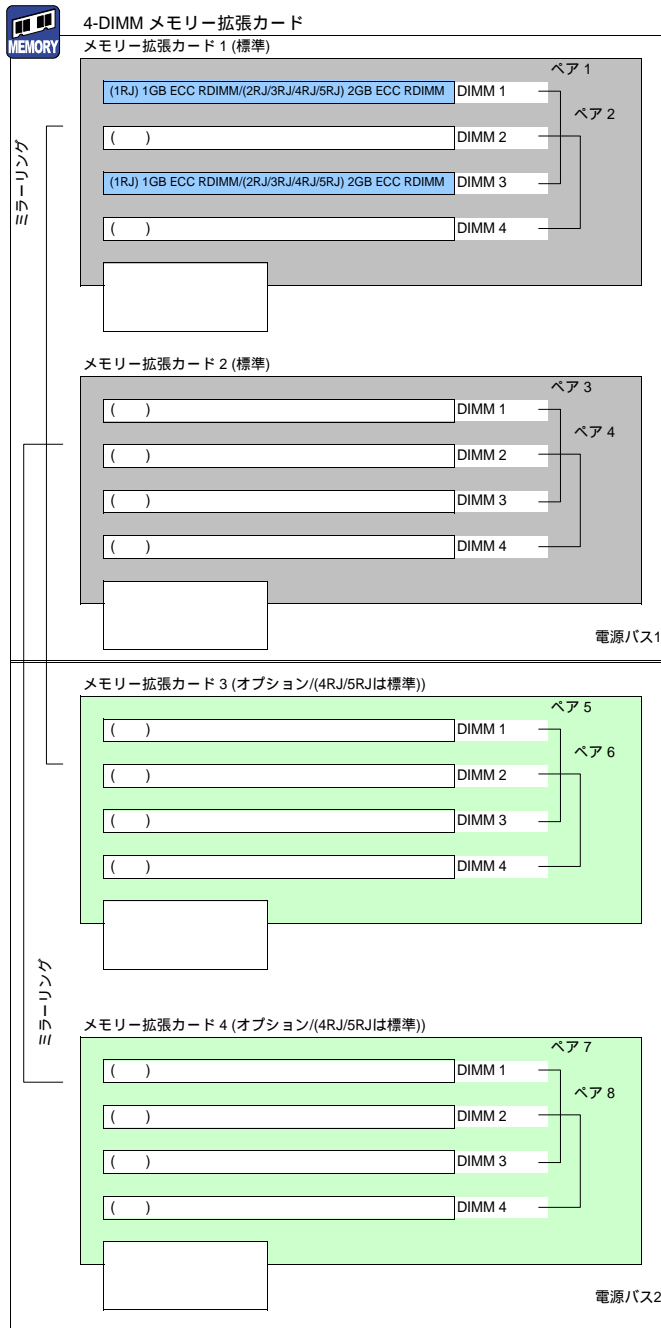 MEMORY
4-DIMM メモリー拡張カード
メモリー拡張カード 1 (標準)
ペア 1
(1RJ) 1GB ECC RDIMM/(2RJ/3RJ/4RJ/5RJ) 2GB ECC RDIMM DIMM 1
ペア 2
( ) DIMM 2
ミラーリング
(1RJ) 1GB ECC RDIMM/(2RJ/3RJ/4RJ/5RJ) 2GB ECC RDIMM DIMM 3
( ) DIMM 4
メモリー拡張カード 2 (標準)
ペア 3
( ) DIMM 1
ペア 4
( ) DIMM 2
( ) DIMM 3
( ) DIMM 4
電源バス1
メモリー拡張カード 3 (オプション/(4RJ/5RJは標準))
ペア 5
( ) DIMM 1
ペア 6
( ) DIMM 2
( ) DIMM 3
( ) DIMM 4
ミラーリング
メモリー拡張カード 4 (オプション/(4RJ/5RJは標準))
ペア 7
( ) DIMM 1
ペア 8
( ) DIMM 2
( ) DIMM 3
( ) DIMM 4
電源バス2